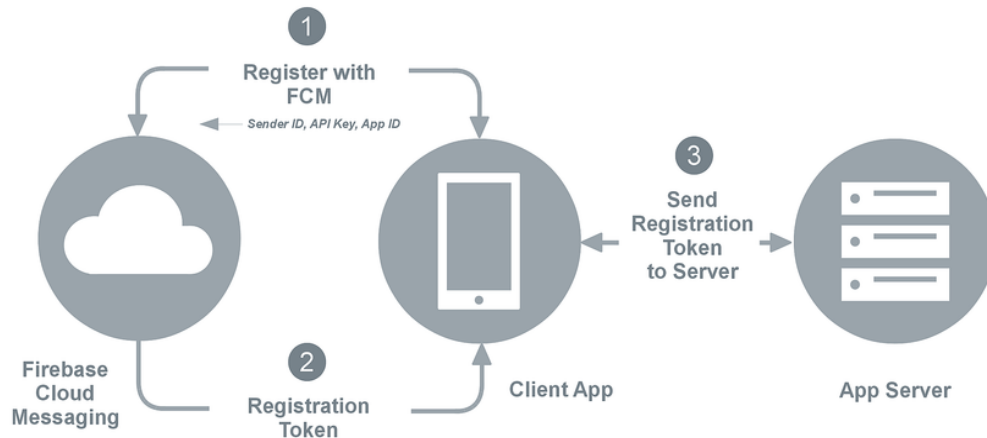 1
Register with
FCM
Sender ID, API Key, App ID
3
Send
Registration
Token
to Server
Firebase
Cloud
Messaging
2
Registration
Token
Client App
App Server